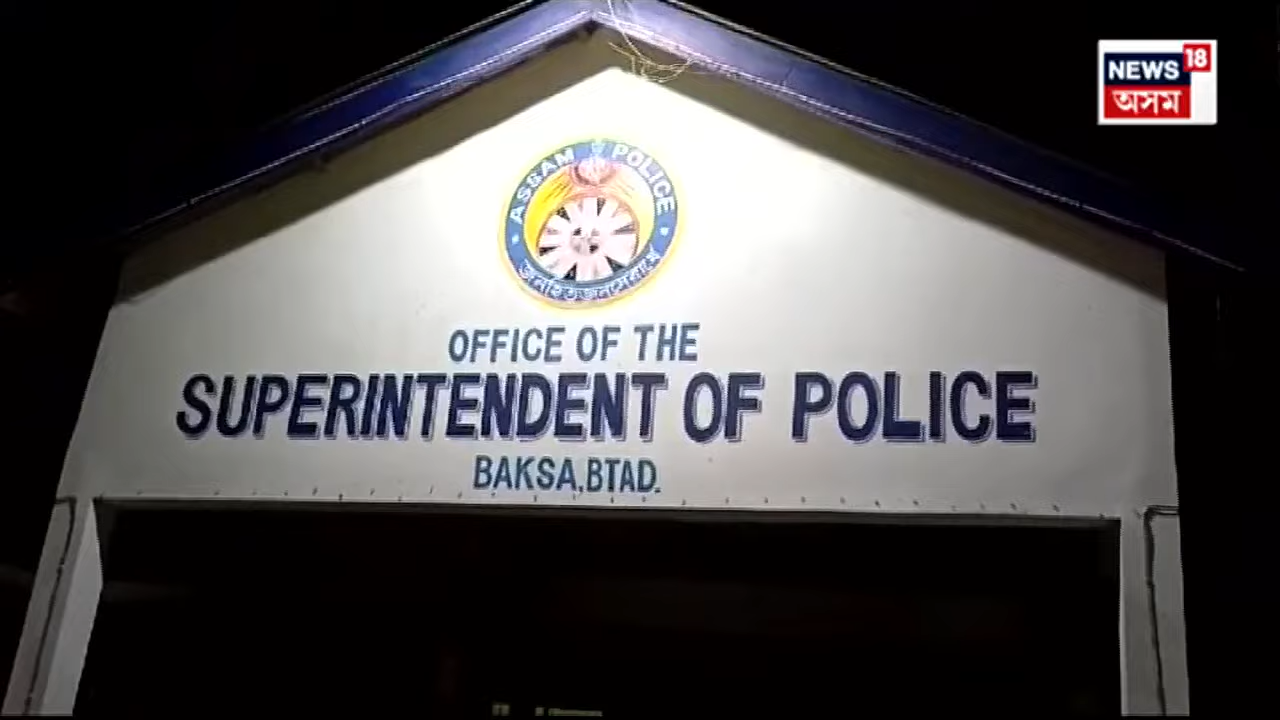 NEWS 18
অসম
ASSAM POLICE
OFFICE OF THE
SUPERINTENDENT OF POLICE
BAKSA.BTAD.